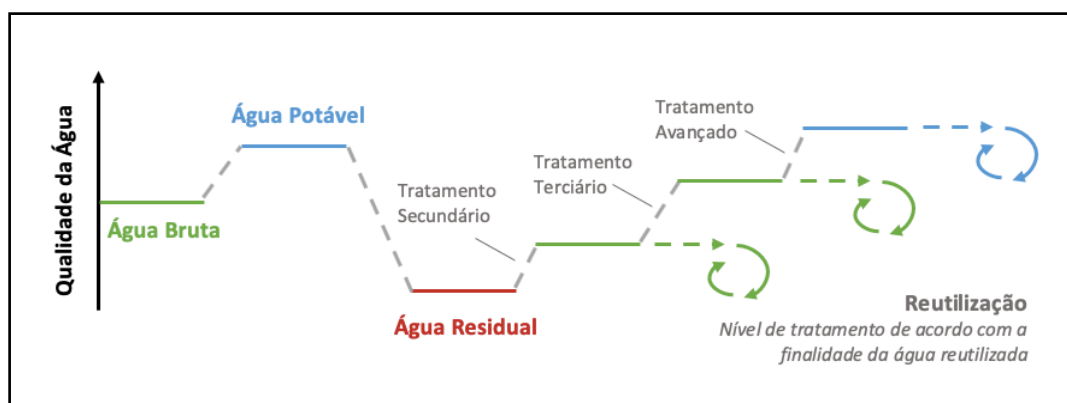 Qualidade da Água
Água Bruta
Água Potável
Água Residual
Tratamento
Secundário
Tratamento
Terciário
Tratamento
Avançado
Reutilização
Nível de tratamento de acordo com a
finalidade da água reutilizada